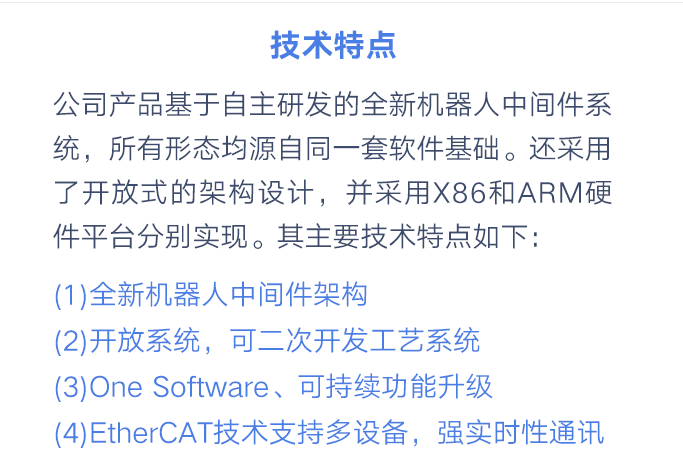 技术特点
公司产品基于自主研发的全新机器人中间件系
统，所有形态均源自同一套软件基础。还采用
了开放式的架构设计，并采用X86和ARM硬
件平台分别实现。其主要技术特点如下：
(1)全新机器人中间件架构
(2)开放系统，可二次开发工艺系统
(3)One Software、可持续功能升级
(4)EtherCAT技术支持多设备，强实时性通讯